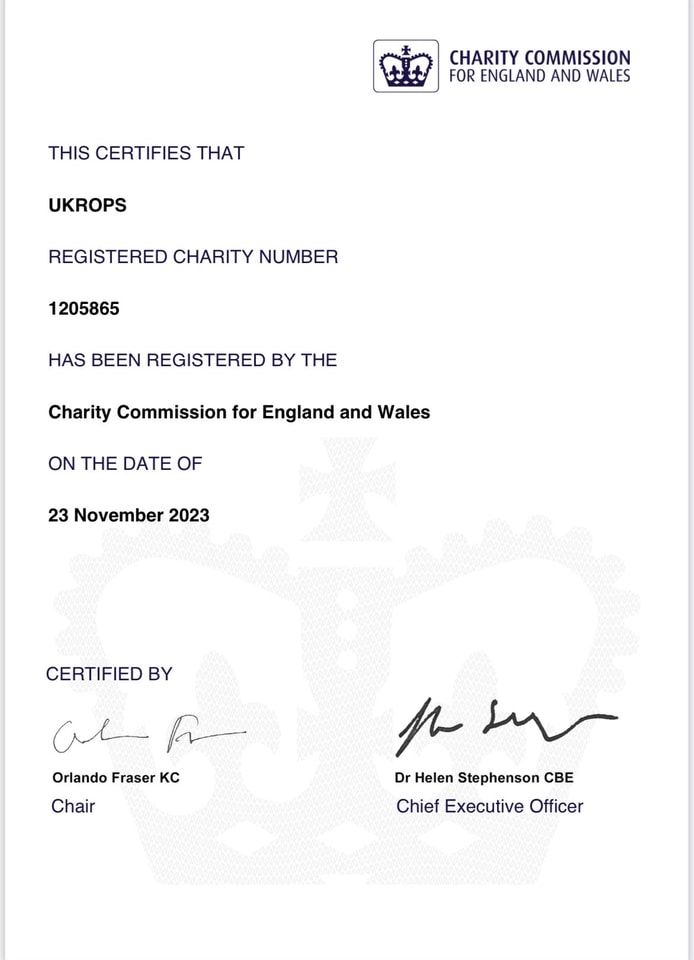 CHARITY COMMISSION
FOR ENGLAND AND WALES
THIS CERTIFIES THAT
UKROPS
REGISTERED CHARITY NUMBER
1205865
HAS BEEN REGISTERED BY THE
Charity Commission for England and Wales
ON THE DATE OF
23 November 2023
CERTIFIED BY
Orlando Fraser KC
Dr Helen Stephenson CBE
Chair
Chief Executive Officer